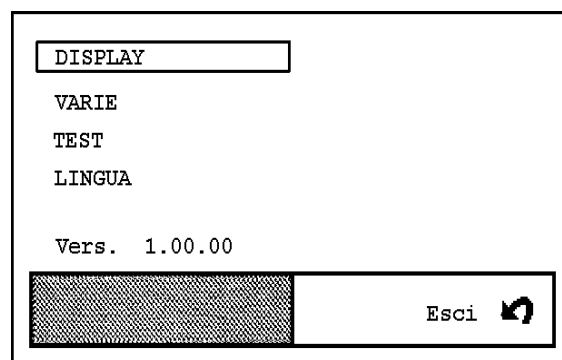 DISPLAY
VARIE
TEST
LINGUA
Vers. 1.00.00
Esci